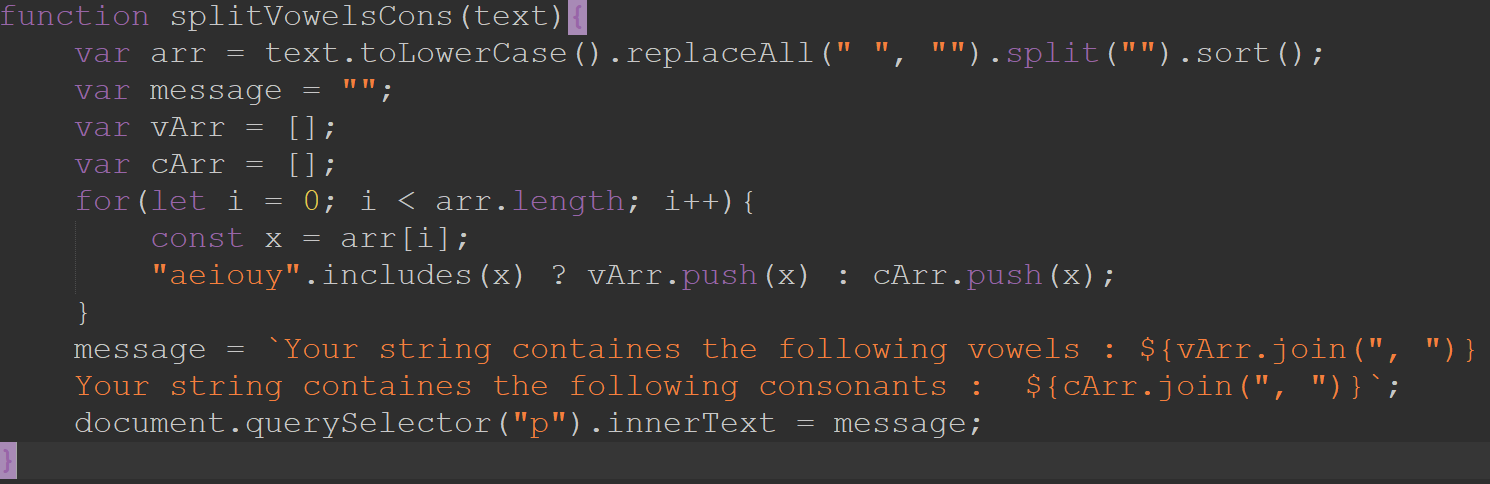 function splitVowelsCons(text){
    var arr = text.toLowerCase().replaceAll(" ", "").split("").sort();
    var message = "";
    var vArr = [];
    var cArr = [];
    for(let i = 0; i < arr.length; i++){
        const x = arr[i];
        "aeiouy".includes(x) ? vArr.push(x) : cArr.push(x);
    }
    message = `Your string containes the following vowels : ${vArr.join(", ")}
    Your string containes the following consonants :  ${cArr.join(", ")}`;
    document.querySelector("p").innerText = message;
}